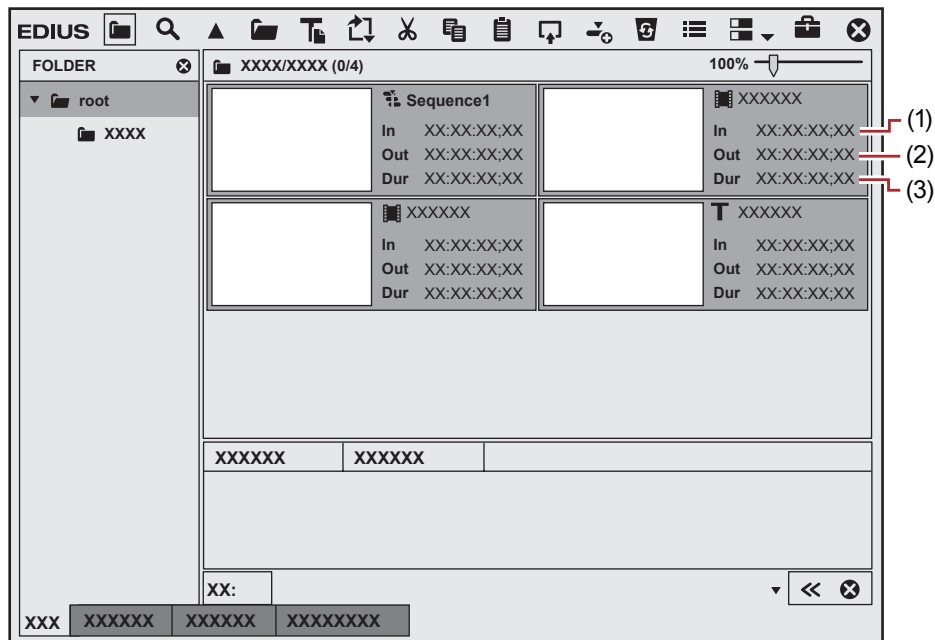 EDIUS
FOLDER
XXXX/XXXX (0/4)
100%
root
XXXX
Sequence1
In XX:XX:XX;XX
Out XX:XX:XX;XX
Dur XX:XX:XX;XX
XXXXXX
In XX:XX:XX;XX
Out XX:XX:XX;XX
Dur XX:XX:XX;XX
(1)
(2)
(3)
XXXXXX
In XX:XX:XX;XX
Out XX:XX:XX;XX
Dur XX:XX:XX;XX
T XXXXXX
In XX:XX:XX;XX
Out XX:XX:XX;XX
Dur XX:XX:XX;XX
XXXXXX XXXXXX
XX:
XXX XXXXXX XXXXXX XXXXXXXX